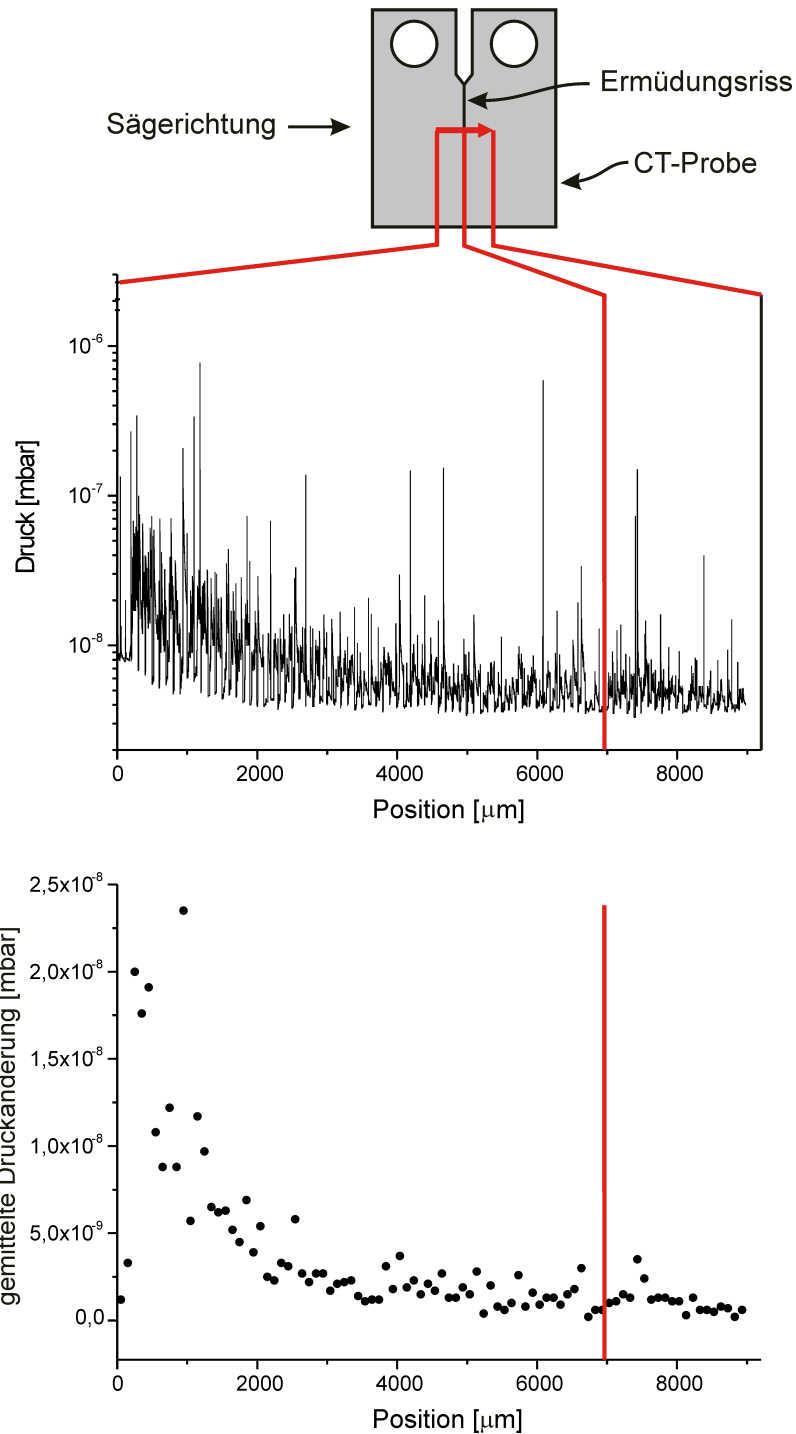 Ermüdungsriss
Sägerichtung
CT-Probe
10⁻⁶
10⁻⁷
10⁻⁸
Druck [mbar]
0 2000 4000 6000 8000
Position [µm]
2,5x10⁻⁸
2,0x10⁻⁸
1,5x10⁻⁸
1,0x10⁻⁸
5,0x10⁻⁹
0,0
gemittelte Druckänderung [mbar]
0 2000 4000 6000 8000
Position [µm]